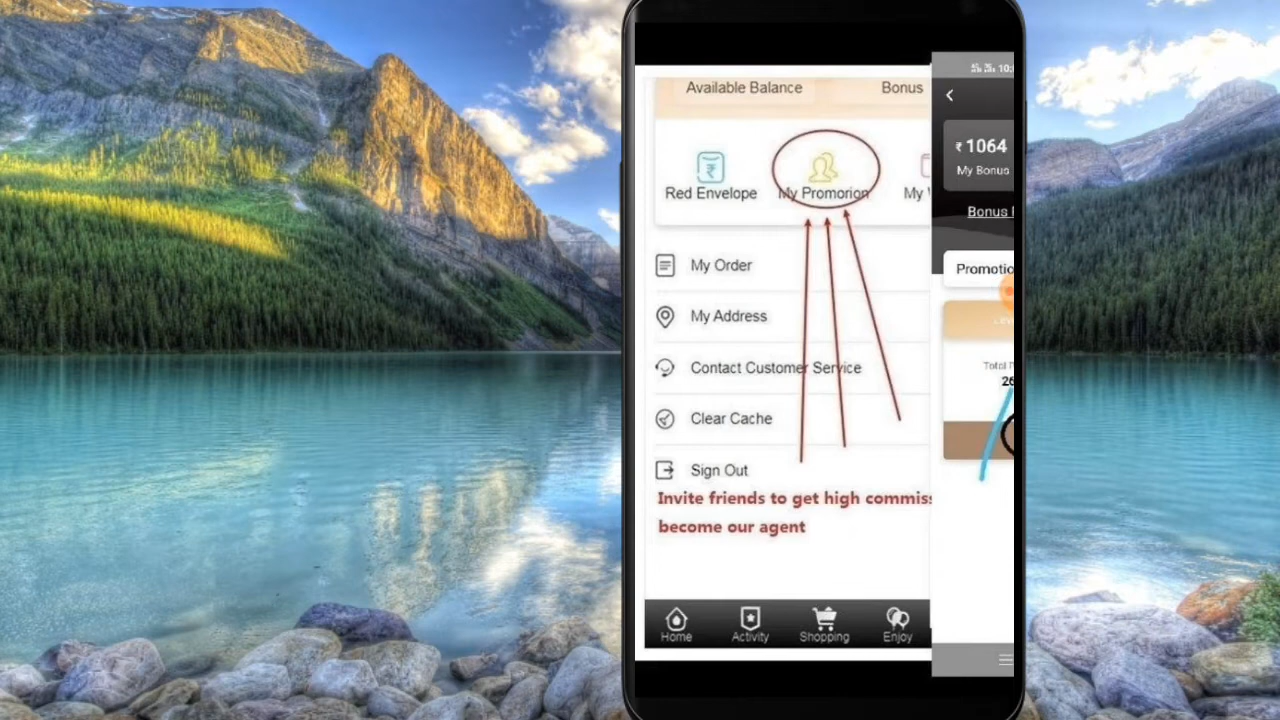 Available Balance
Bonus
Red Envelope
My Promorion
My
My Order
My Address
Contact Customer Service
Clear Cache
Sign Out
Invite friends to get high commiss
become our agent
Home
Activity
Shopping
Enjoy
₹ 1064
My Bonus
Bonus
Promotio
Total
26